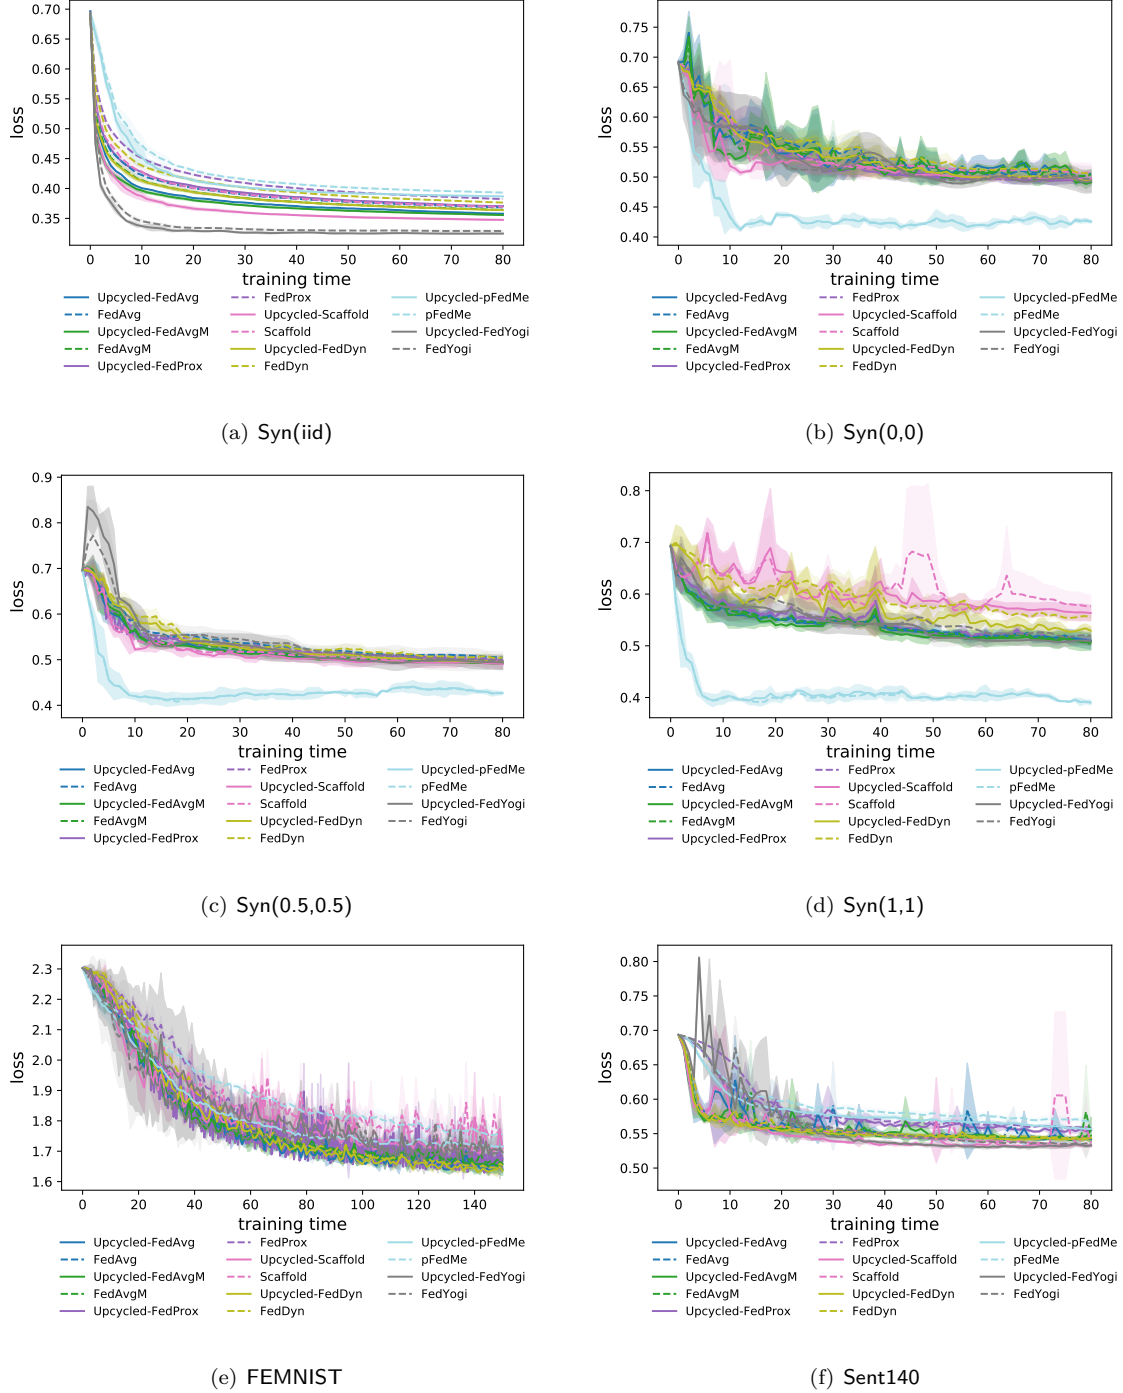 0.70
0.65
0.60
0.55
0.50
0.45
0.40
0.35
loss
0 10 20 30 40 50 60 70 80
training time
Upcycled-FedAvg FedProx Upcycled-pFedMe
FedAvg Upcycled-Scaffold pFedMe
Upcycled-FedAvgM Scaffold Upcycled-FedYogi
FedAvgM Upcycled-FedDyn FedYogi
Upcycled-FedProx FedDyn
(a) Syn(iid)
0.75
0.70
0.65
0.60
0.55
0.50
0.45
0.40
loss
0 10 20 30 40 50 60 70 80
training time
Upcycled-FedAvg FedProx Upcycled-pFedMe
FedAvg Upcycled-Scaffold pFedMe
Upcycled-FedAvgM Scaffold Upcycled-FedYogi
FedAvgM Upcycled-FedDyn FedYogi
Upcycled-FedProx FedDyn
(b) Syn(0,0)
0.9
0.8
0.7
0.6
0.5
0.4
loss
0 10 20 30 40 50 60 70 80
training time
Upcycled-FedAvg FedProx Upcycled-pFedMe
FedAvg Upcycled-Scaffold pFedMe
Upcycled-FedAvgM Scaffold Upcycled-FedYogi
FedAvgM Upcycled-FedDyn FedYogi
Upcycled-FedProx FedDyn
(c) Syn(0.5,0.5)
0.8
0.7
0.6
0.5
0.4
loss
0 10 20 30 40 50 60 70 80
training time
Upcycled-FedAvg FedProx Upcycled-pFedMe
FedAvg Upcycled-Scaffold pFedMe
Upcycled-FedAvgM Scaffold Upcycled-FedYogi
FedAvgM Upcycled-FedDyn FedYogi
Upcycled-FedProx FedDyn
(d) Syn(1,1)
2.3
2.2
2.1
2.0
1.9
1.8
1.7
1.6
loss
0 20 40 60 80 100 120 140
training time
Upcycled-FedAvg FedProx Upcycled-pFedMe
FedAvg Upcycled-Scaffold pFedMe
Upcycled-FedAvgM Scaffold Upcycled-FedYogi
FedAvgM Upcycled-FedDyn FedYogi
Upcycled-FedProx FedDyn
(e) FEMNIST
0.80
0.75
0.70
0.65
0.60
0.55
0.50
loss
0 10 20 30 40 50 60 70 80
training time
Upcycled-FedAvg FedProx Upcycled-pFedMe
FedAvg Upcycled-Scaffold pFedMe
Upcycled-FedAvgM Scaffold Upcycled-FedYogi
FedAvgM Upcycled-FedDyn FedYogi
Upcycled-FedProx FedDyn
(f) Sent140